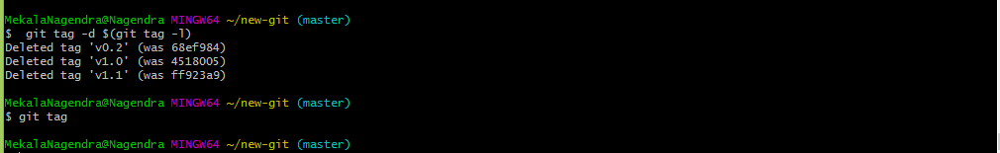 MekalaNagendra@Nagendra MINGW64 ~/new-git (master)
$  git tag -d $(git tag -l)
Deleted tag 'v0.2' (was 68ef984)
Deleted tag 'v1.0' (was 4518005)
Deleted tag 'v1.1' (was ff923a9)
MekalaNagendra@Nagendra MINGW64 ~/new-git (master)
$ git tag
MekalaNagendra@Nagendra MINGW64 ~/new-git (master)